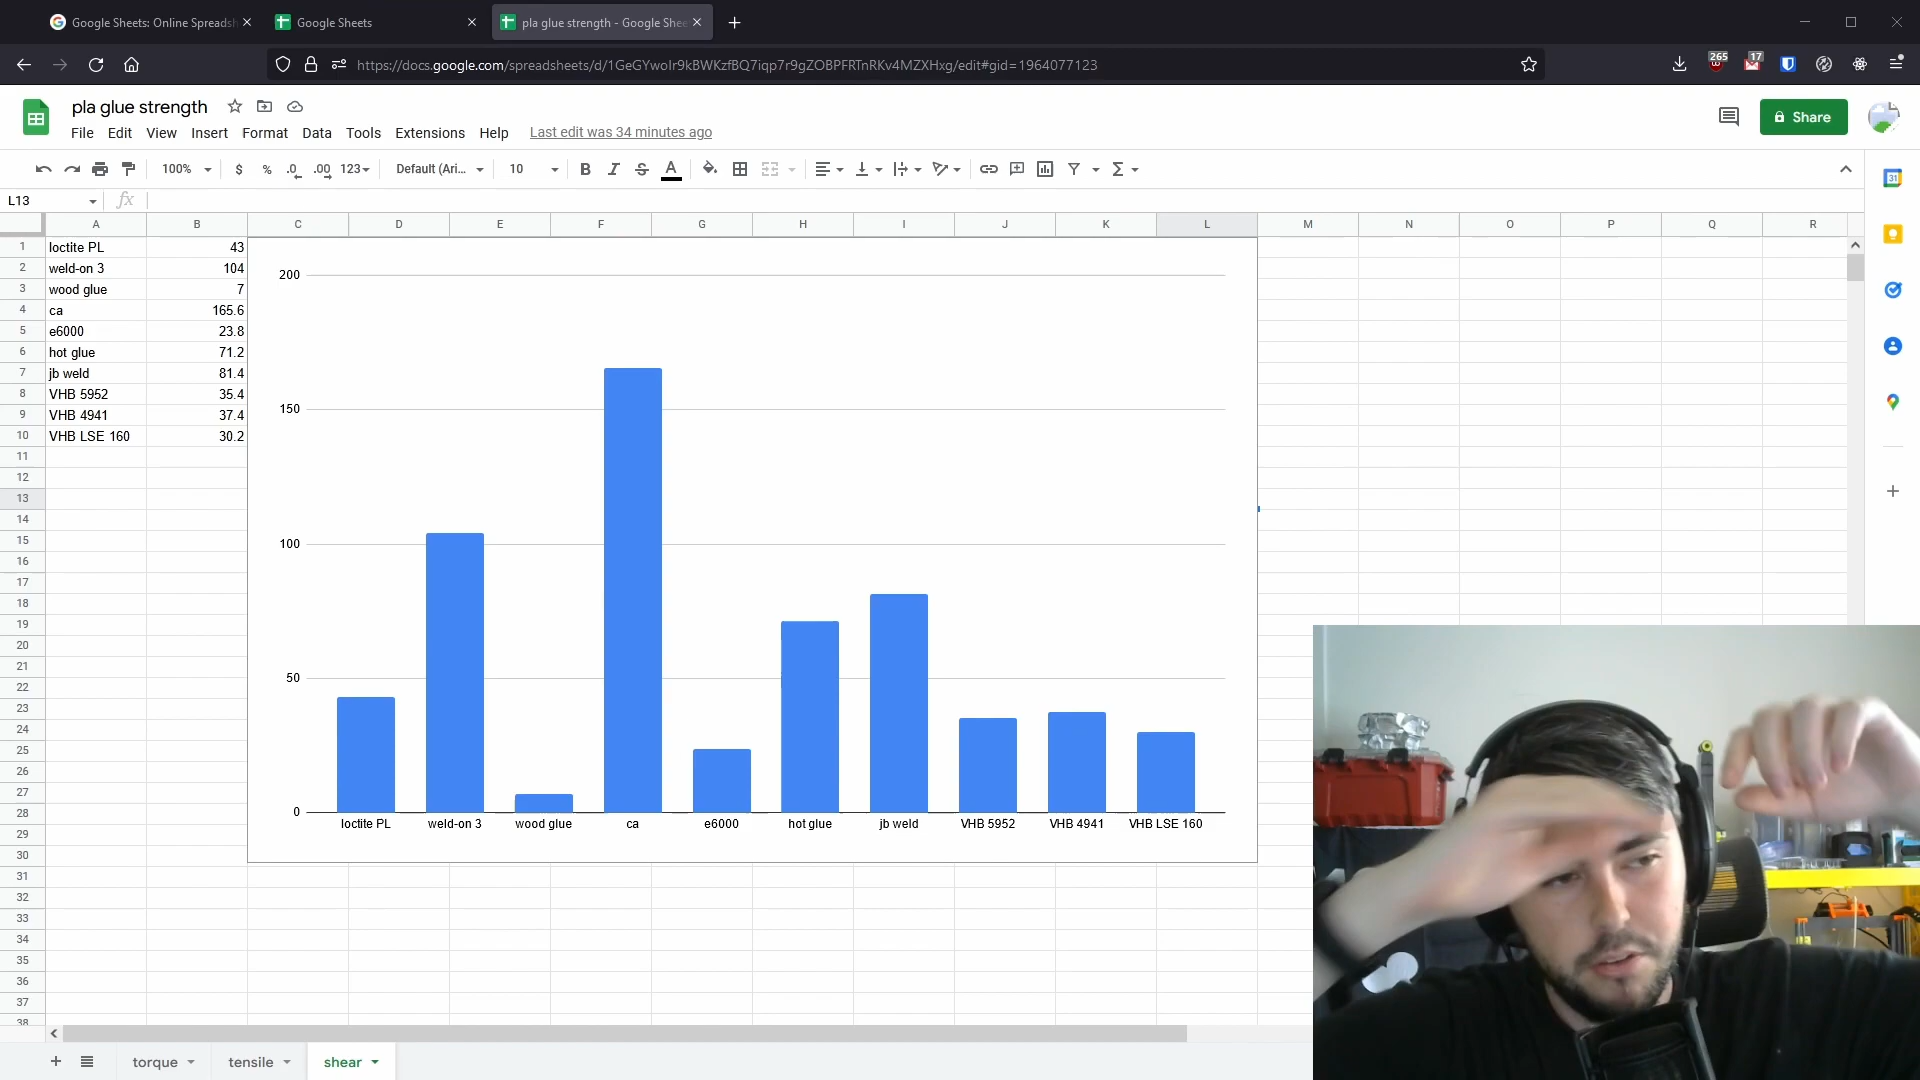 Google Sheets: Online Spreadsh
Google Sheets
pla glue strength - Google Shee
https://docs.google.com/spreadsheets/d/1GeGYwoIr9kBWKzfBQ7iqp7r9gZOBPFRTnRKv4MZXHxg/edit#gid=1964077123
265
17
pla glue strength
Share
File Edit View Insert Format Data Tools Extensions Help Last edit was 34 minutes ago
100% $ % .0 .00 123 Default (Ari... 10 B I S A Σ
31
L13 fx
A B C D E F G H I J K L M N O P Q R
1 loctite PL 43
2 weld-on 3 104
3 wood glue 7
4 ca 165.6
5 e6000 23.8
6 hot glue 71.2
7 jb weld 81.4
8 VHB 5952 35.4
9 VHB 4941 37.4
10 VHB LSE 160 30.2
11
12
13
14
15
16
17
18
19
20
21
22
23
24
25
26
27
28
29
30
31
32
33
34
35
36
37
38
200
150
100
50
0
loctite PL weld-on 3 wood glue ca e6000 hot glue jb weld VHB 5952 VHB 4941 VHB LSE 160
torque tensile shear